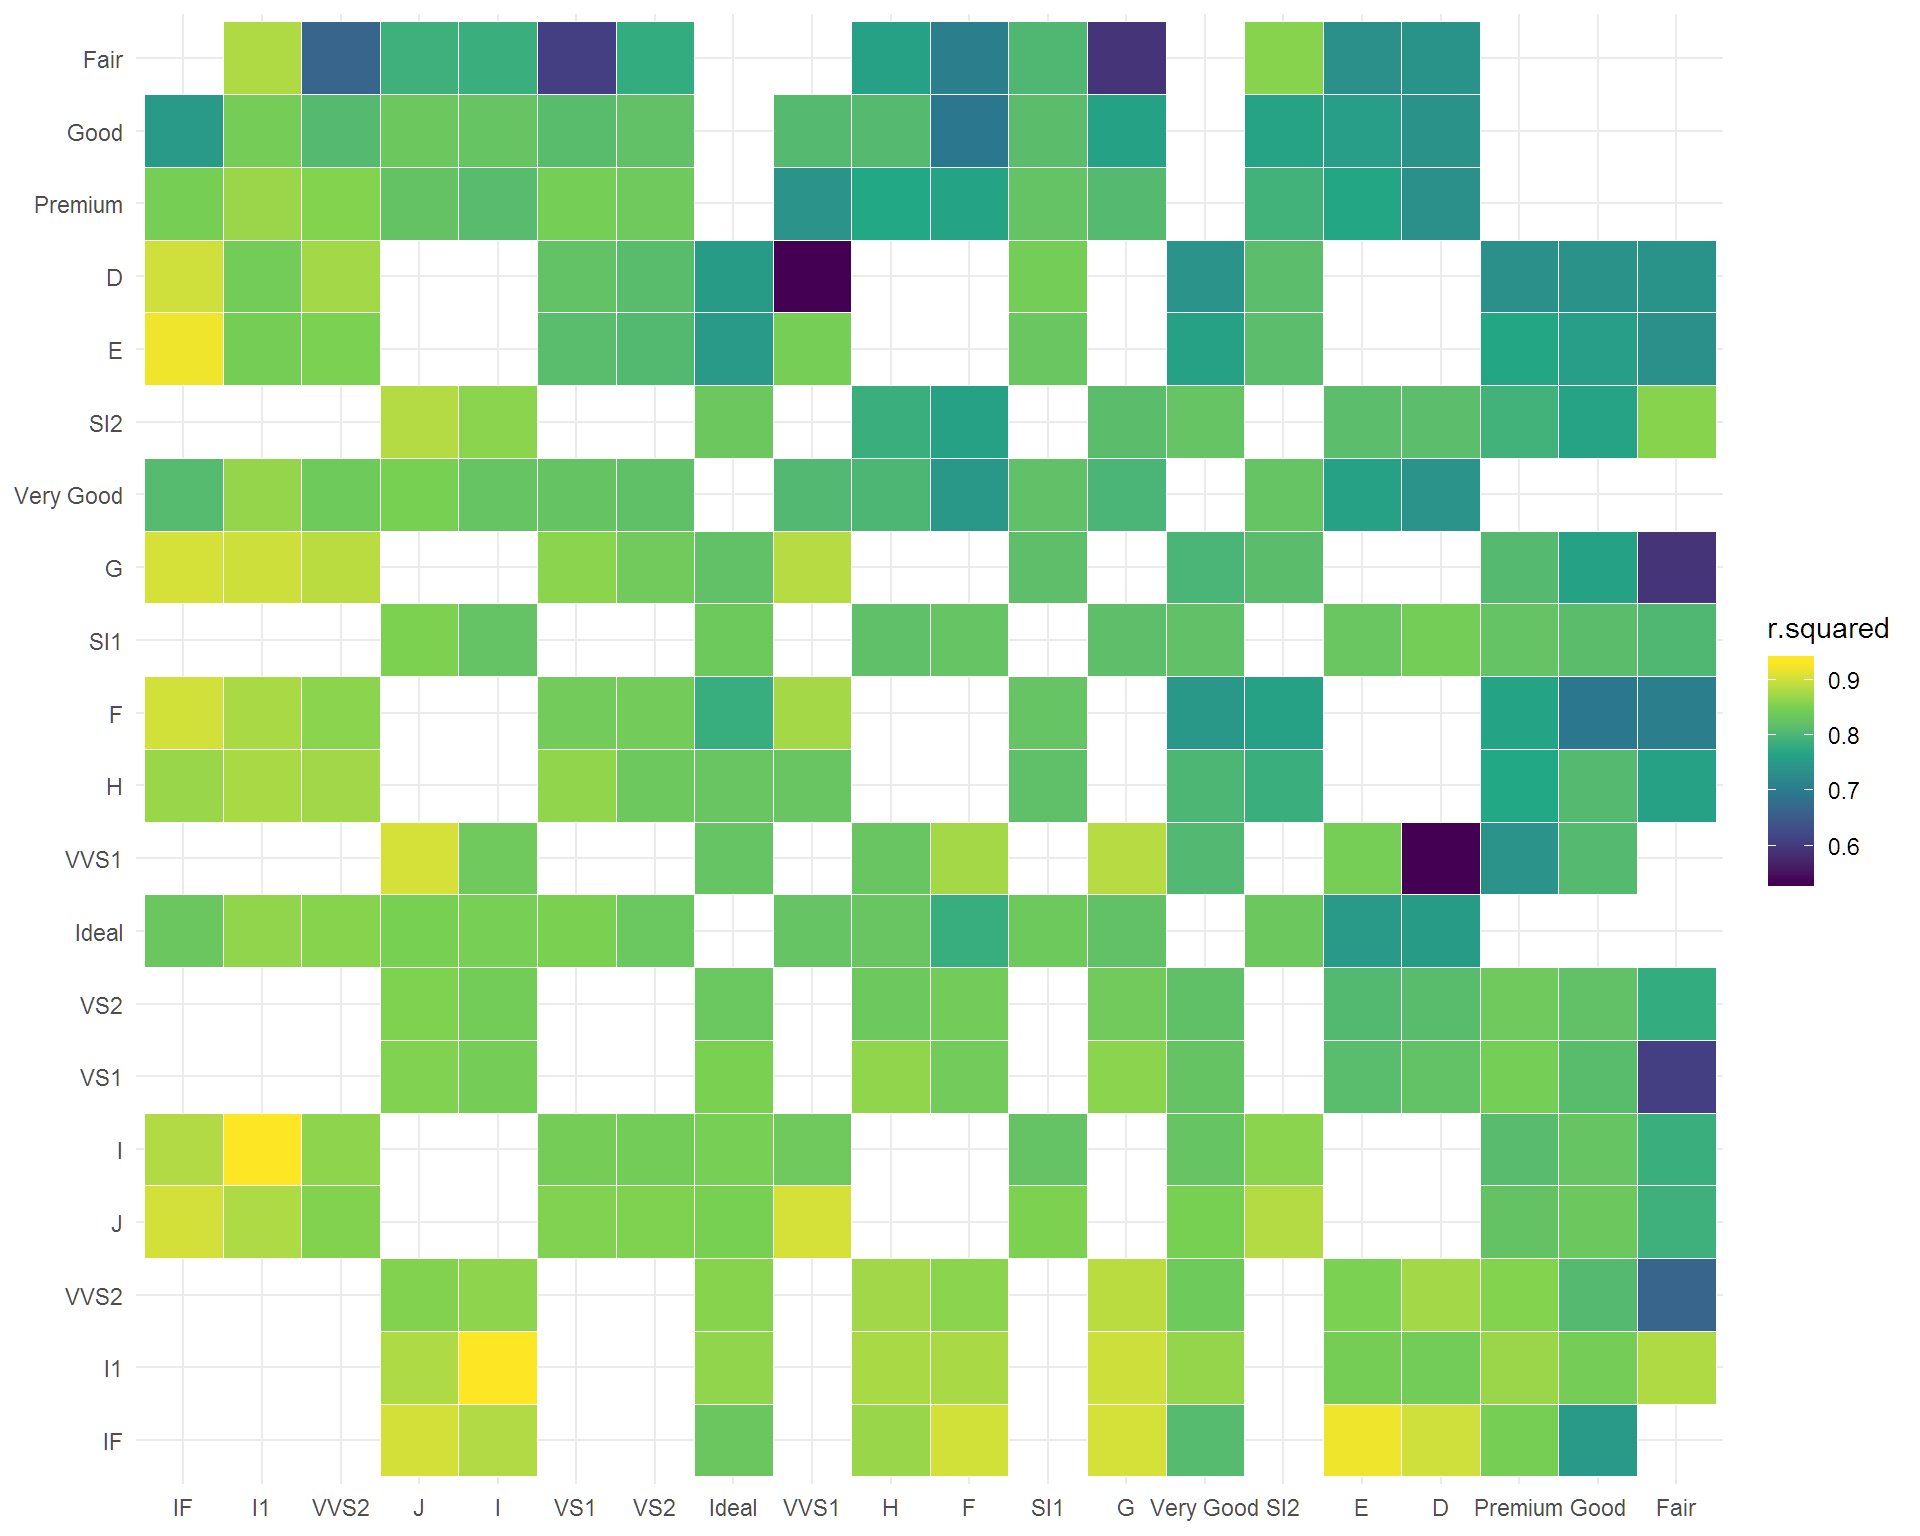 Fair
Good
Premium
D
E
SI2
Very Good
G
SI1
F
H
VVS1
Ideal
VS2
VS1
I
J
VVS2
I1
IF
IF I1 VVS2 J I VS1 VS2 Ideal VVS1 H F SI1 G Very Good SI2 E D Premium Good Fair
r.squared
0.9
0.8
0.7
0.6